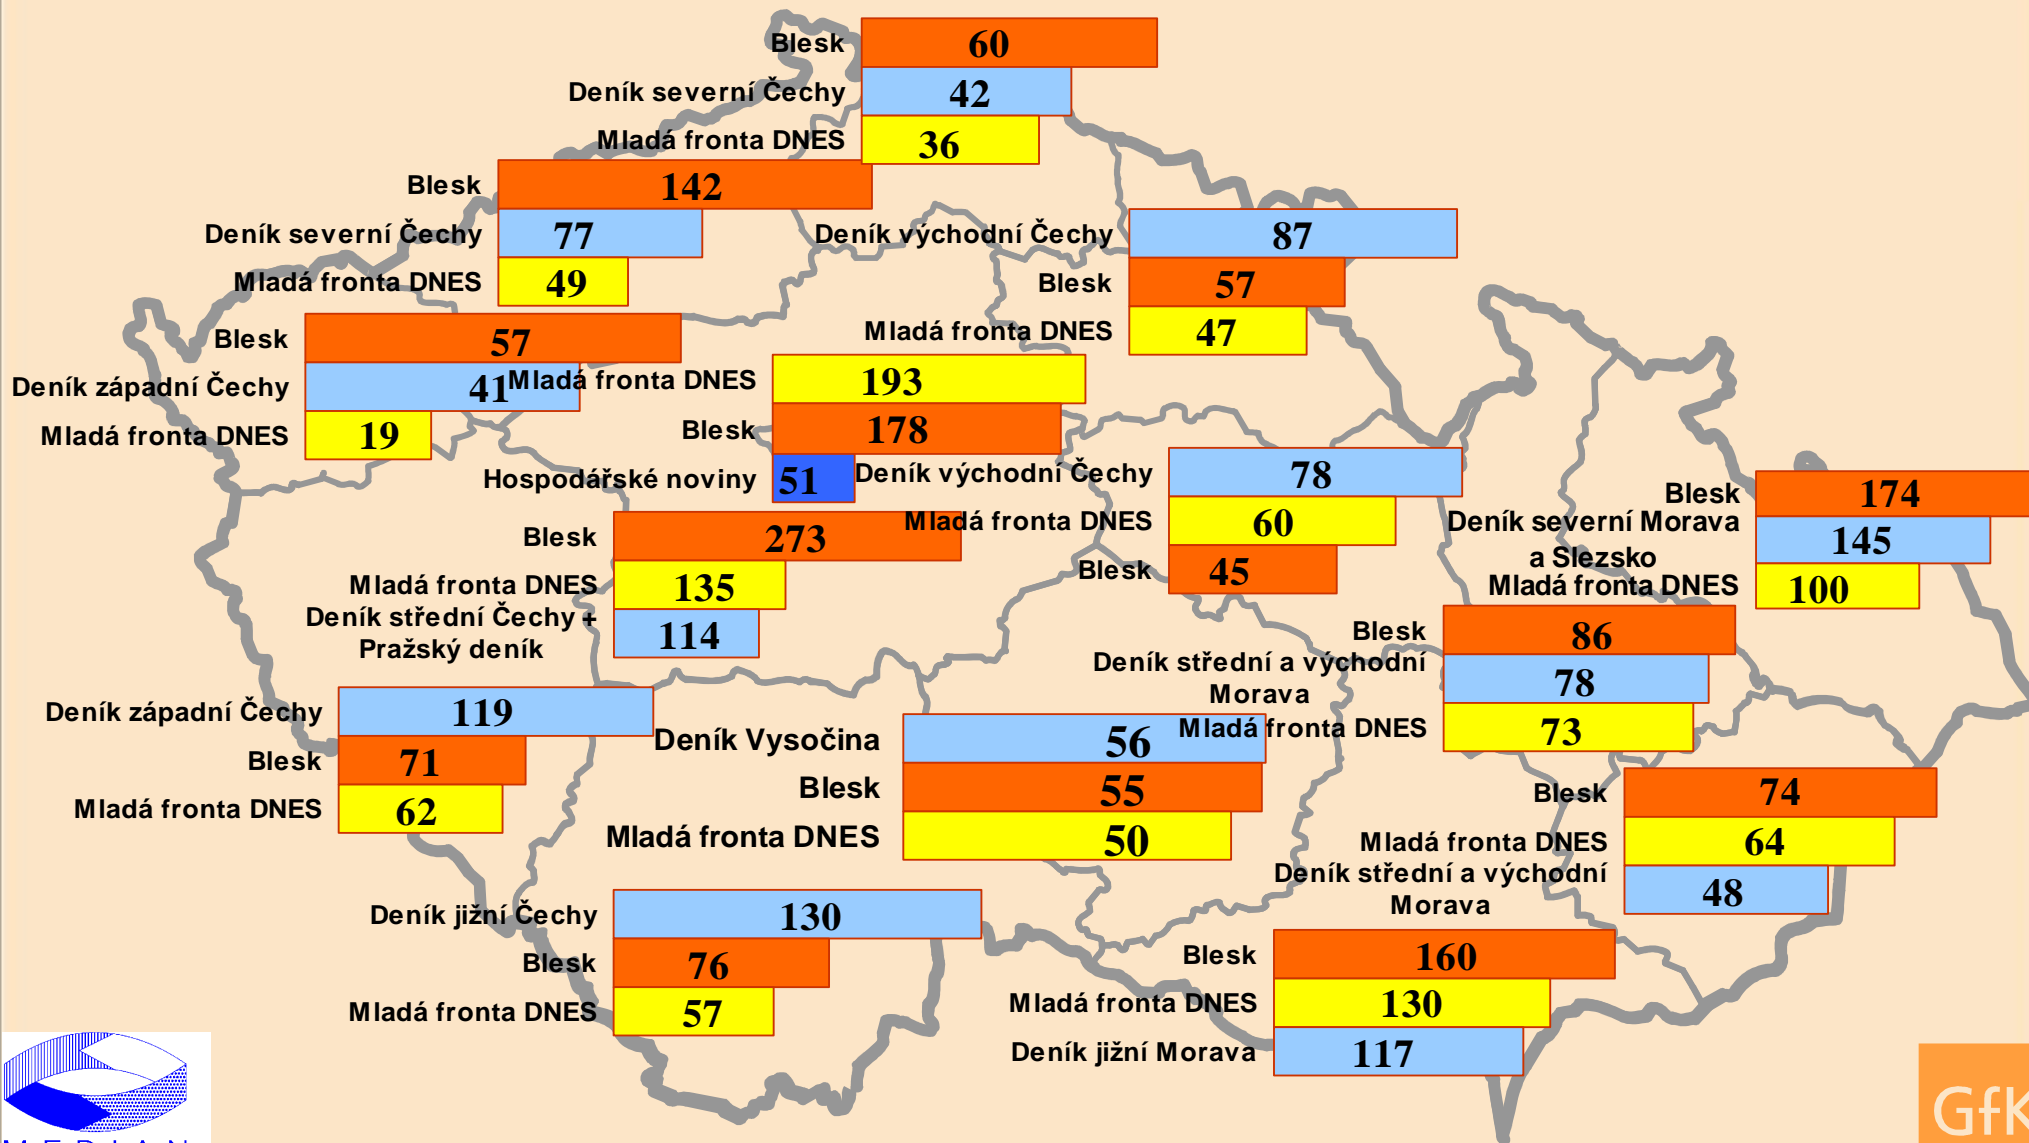 Blesk 60
Deník severní Čechy 42
Mladá fronta DNES 36
Blesk 142
Deník severní Čechy 77
Mladá fronta DNES 49
Deník východní Čechy 87
Blesk 57
Mladá fronta DNES 47
Blesk 57
Deník západní Čechy 41
Mladá fronta DNES 19
Mladá fronta DNES 193
Blesk 178
Hospodářské noviny 51
Deník východní Čechy 78
Mladá fronta DNES 60
Blesk 45
Blesk 174
Deník severní Morava
a Slezsko 145
Mladá fronta DNES 100
Blesk 273
Mladá fronta DNES 135
Deník střední Čechy +
Pražský deník 114
Blesk 86
Deník střední a východní
Morava 78
Mladá fronta DNES 73
Deník západní Čechy 119
Blesk 71
Mladá fronta DNES 62
Deník Vysočina 56
Blesk 55
Mladá fronta DNES 50
Blesk 74
Mladá fronta DNES 64
Deník střední a východní
Morava 48
Deník jižní Čechy 130
Blesk 76
Mladá fronta DNES 57
Blesk 160
Mladá fronta DNES 130
Deník jižní Morava 117
MEDIAN
GfK